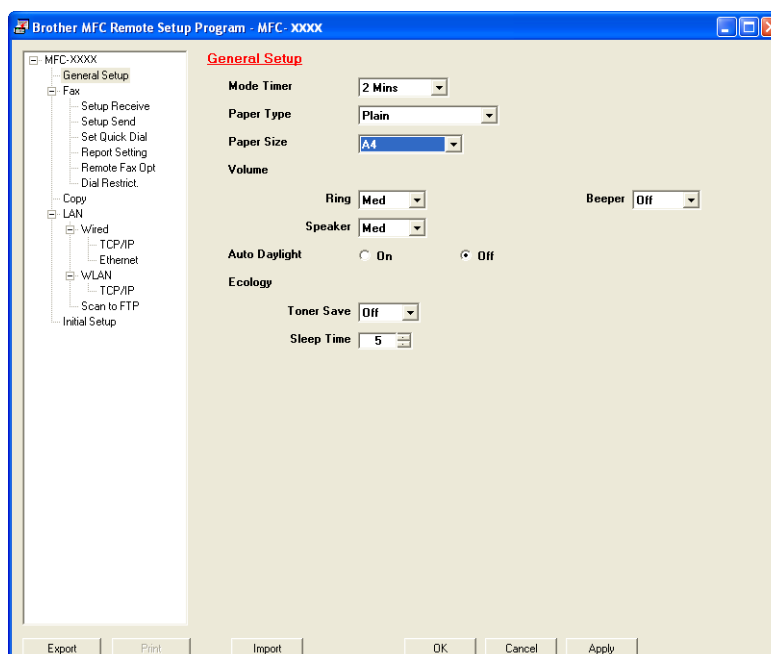 Brother MFC Remote Setup Program - MFC- XXXX
MFC-XXXX
General Setup
Fax
Setup Receive
Setup Send
Set Quick Dial
Report Setting
Remote Fax Opt
Dial Restrict.
Copy
LAN
Wired
TCP/IP
Ethernet
WLAN
TCP/IP
Scan to FTP
Initial Setup
General Setup
Mode Timer 2 Mins
Paper Type Plain
Paper Size A4
Volume
Ring Med Beeper Off
Speaker Med
Auto Daylight On Off
Ecology
Toner Save Off
Sleep Time 5
Export Print Import OK Cancel Apply